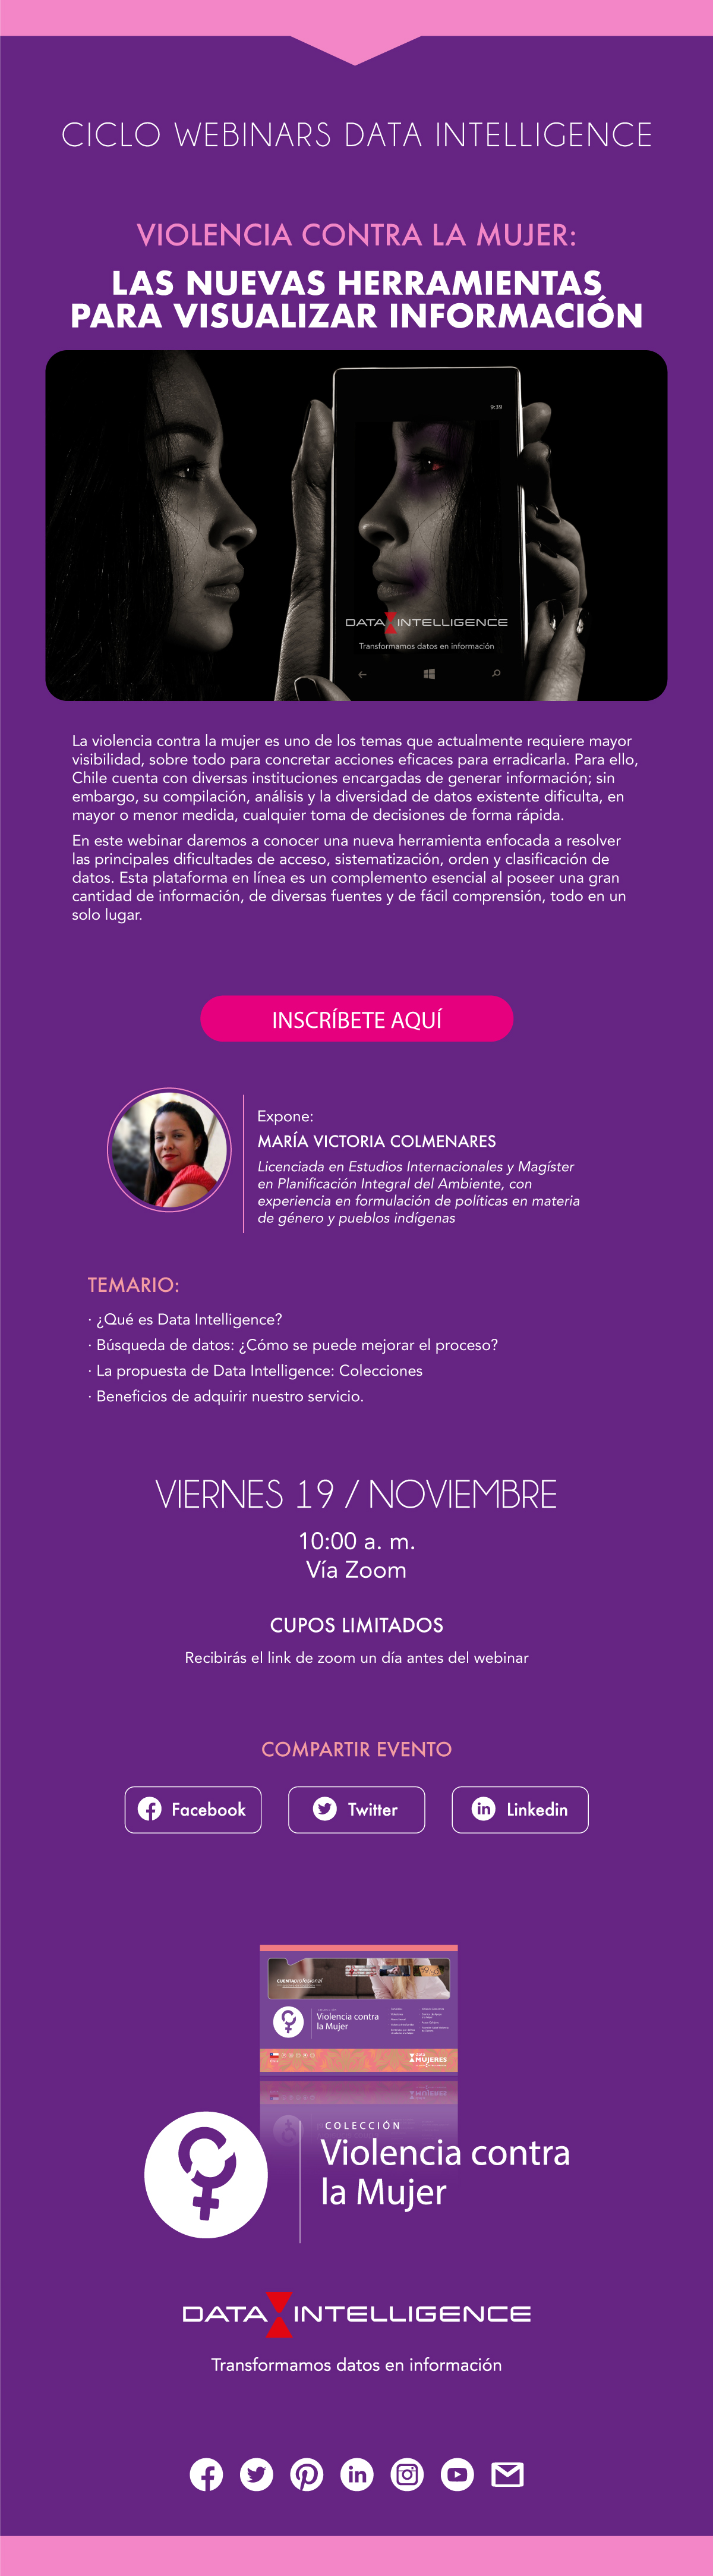 CICLO WEBINARS DATA INTELLIGENCE
VIOLENCIA CONTRA LA MUJER:
LAS NUEVAS HERRAMIENTAS
PARA VISUALIZAR INFORMACIÓN
9:39
DATA INTELLIGENCE
Transformamos datos en información
La violencia contra la mujer es uno de los temas que actualmente requiere mayor
visibilidad, sobre todo para concretar acciones eficaces para erradicarla. Para ello,
Chile cuenta con diversas instituciones encargadas de generar información; sin
embargo, su compilación, análisis y la diversidad de datos existente dificulta, en
mayor o menor medida, cualquier toma de decisiones de forma rápida.
En este webinar daremos a conocer una nueva herramienta enfocada a resolver
las principales dificultades de acceso, sistematización, orden y clasificación de
datos. Esta plataforma en línea es un complemento esencial al poseer una gran
cantidad de información, de diversas fuentes y de fácil comprensión, todo en un
solo lugar.
INSCRÍBETE AQUÍ
Expone:
MARÍA VICTORIA COLMENARES
Licenciada en Estudios Internacionales y Magíster
en Planificación Integral del Ambiente, con
experiencia en formulación de políticas en materia
de género y pueblos indígenas
TEMARIO:
· ¿Qué es Data Intelligence?
· Búsqueda de datos: ¿Cómo se puede mejorar el proceso?
· La propuesta de Data Intelligence: Colecciones
· Beneficios de adquirir nuestro servicio.
VIERNES 19 / NOVIEMBRE
10:00 a. m.
Vía Zoom
CUPOS LIMITADOS
Recibirás el link de zoom un día antes del webinar
COMPARTIR EVENTO
Facebook
Twitter
Linkedin
CUENTAprofesional
Violencia contra
la Mujer
MUJERES
COLECCIÓN
Violencia contra
la Mujer
DATA INTELLIGENCE
Transformamos datos en información